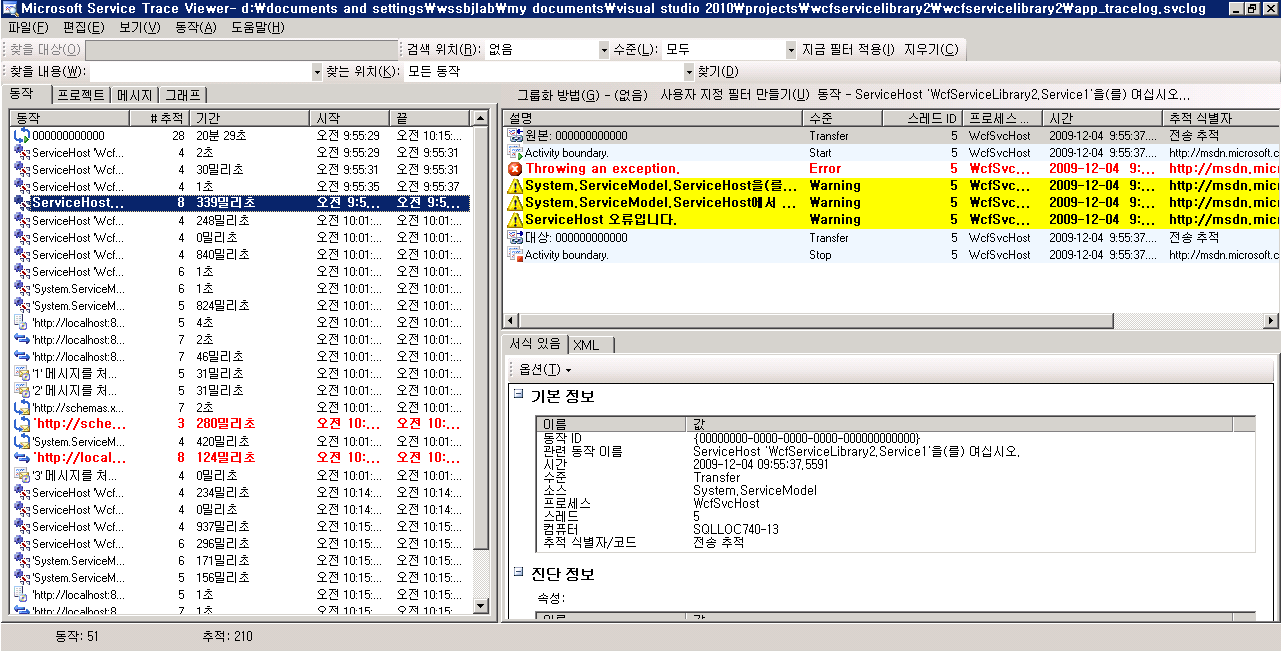 Microsoft Service Trace Viewer- d:₩documents and settings₩wssbjlab₩my documents₩visual studio 2010₩projects₩wcfservicelibrary2₩wcfservicelibrary2₩app_tracelog.svclog
파일(F) 편집(E) 보기(V) 동작(A) 도움말(H)
찾을 대상(O) 검색 위치(R): 없음 수준(L): 모두 지금 필터 적용(I) 지우기(C)
찾을 내용(W): 찾는 위치(K): 모든 동작 찾기(D)
동작 프로젝트 메시지 그래프
동작 # 추적 기간 시작 끝
000000000000 28 20분 29초 오전 9:55:29 오전 10:15:...
ServiceHost 'Wcf... 4 2초 오전 9:55:29 오전 9:55:31
ServiceHost 'Wcf... 4 30밀리초 오전 9:55:31 오전 9:55:31
ServiceHost 'Wcf... 4 1초 오전 9:55:35 오전 9:55:37
ServiceHost... 8 339밀리초 오전 9:5... 오전 9:5...
ServiceHost 'Wcf... 4 248밀리초 오전 10:01:... 오전 10:01:...
ServiceHost 'Wcf... 4 0밀리초 오전 10:01:... 오전 10:01:...
ServiceHost 'Wcf... 4 840밀리초 오전 10:01:... 오전 10:01:...
ServiceHost 'Wcf... 6 1초 오전 10:01:... 오전 10:01:...
'System.ServiceM... 6 1초 오전 10:01:... 오전 10:01:...
'System.ServiceM... 5 824밀리초 오전 10:01:... 오전 10:01:...
'http://localhost:8... 5 4초 오전 10:01:... 오전 10:01:...
'http://localhost:8... 7 2초 오전 10:01:... 오전 10:01:...
'http://localhost:8... 7 46밀리초 오전 10:01:... 오전 10:01:...
'1' 메시지를 처... 5 31밀리초 오전 10:01:... 오전 10:01:...
'2' 메시지를 처... 5 31밀리초 오전 10:01:... 오전 10:01:...
'http://schemas.x... 7 2초 오전 10:01:... 오전 10:01:...
'http://sche... 3 280밀리초 오전 10:... 오전 10:...
'System.ServiceM... 4 420밀리초 오전 10:01:... 오전 10:01:...
'http://local... 8 124밀리초 오전 10:... 오전 10:...
'3' 메시지를 처... 4 0밀리초 오전 10:01:... 오전 10:01:...
ServiceHost 'Wcf... 4 234밀리초 오전 10:14:... 오전 10:14:...
ServiceHost 'Wcf... 4 0밀리초 오전 10:14:... 오전 10:14:...
ServiceHost 'Wcf... 4 937밀리초 오전 10:15:... 오전 10:15:...
ServiceHost 'Wcf... 6 296밀리초 오전 10:15:... 오전 10:15:...
'System.ServiceM... 6 171밀리초 오전 10:15:... 오전 10:15:...
'System.ServiceM... 5 156밀리초 오전 10:15:... 오전 10:15:...
'http://localhost:8... 5 1초 오전 10:15:... 오전 10:15:...
'http://localhost:8... 7 1초 오전 10:15:... 오전 10:15:...
그룹화 방법(G) - (없음) 사용자 지정 필터 만들기(U) 동작 - ServiceHost 'WcfServiceLibrary2.Service1'을(를) 여십시오...
설명 수준 스레드 ID 프로세스 ... 시간 추적 식별자
원본: 000000000000 Transfer 5 WcfSvcHost 2009-12-04 9:55:37.... 전송 추적
Activity boundary. Start 5 WcfSvcHost 2009-12-04 9:55:37.... http://msdn.microsoft.c
Throwing an exception. Error 5 WcfSvc... 2009-12-04 9:... http://msdn.mic
System.ServiceModel.ServiceHost을(를... Warning 5 WcfSvc... 2009-12-04 9:... http://msdn.mic
System.ServiceModel.ServiceHost에서 ... Warning 5 WcfSvc... 2009-12-04 9:... http://msdn.mic
ServiceHost 오류입니다. Warning 5 WcfSvc... 2009-12-04 9:... http://msdn.mic
대상: 000000000000 Transfer 5 WcfSvcHost 2009-12-04 9:55:37.... 전송 추적
Activity boundary. Stop 5 WcfSvcHost 2009-12-04 9:55:37.... http://msdn.microsoft.c
서식 있음 XML
옵션(T)
기본 정보
이름 값
동작 ID {00000000-0000-0000-0000-000000000000}
관련 동작 이름 ServiceHost 'WcfServiceLibrary2.Service1'을(를) 여십시오.
시간 2009-12-04 09:55:37.5591
수준 Transfer
소스 System.ServiceModel
프로세스 WcfSvcHost
스레드 5
컴퓨터 SQLLOC740-13
추적 식별자/코드 전송 추적
진단 정보
속성:
이름 값
동작: 51 추적: 210